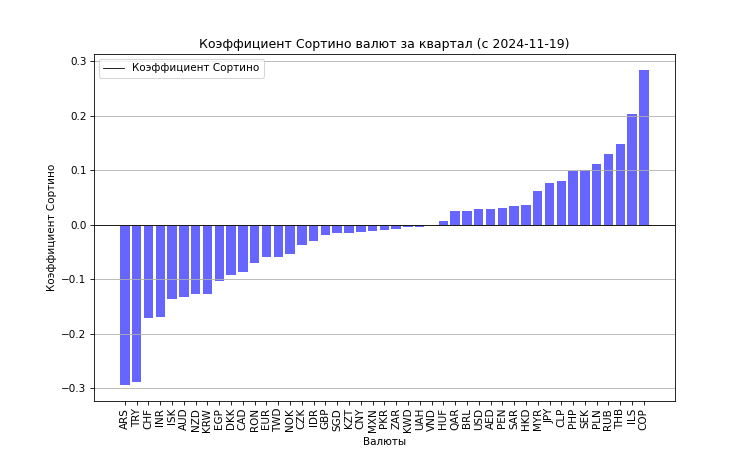 Коэффициент Сортино валют за квартал (с 2024-11-19)
Коэффициент Сортино
0.3
0.2
0.1
0.0
−0.1
−0.2
−0.3
Коэффициент Сортино
ARS TRY CHF INR ISK AUD NZD KRW EGP DKK CAD RON EUR TWD NOK CZK IDR GBP SGD KZT CNY MXN PKR ZAR KWD UAH VND HUF QAR BRL USD AED PEN SAR HKD MYR JPY CLP PHP SEK PLN RUB THB ILS COP
Валюты